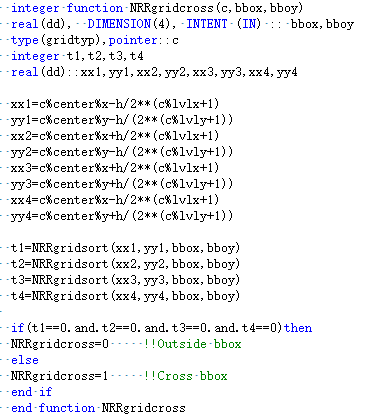 integer function NRRgridcross(c,bbox,bboy)
real(dd), DIMENSION(4), INTENT (IN) :: bbox,bboy
type(gridtyp),pointer::c
integer t1,t2,t3,t4
real(dd)::xx1,yy1,xx2,yy2,xx3,yy3,xx4,yy4
xx1=c%center%x-h/2**(c%lvlx+1)
yy1=c%center%y-h/(2**(c%lvly+1))
xx2=c%center%x+h/2**(c%lvlx+1)
yy2=c%center%y-h/(2**(c%lvly+1))
xx3=c%center%x+h/2**(c%lvlx+1)
yy3=c%center%y+h/(2**(c%lvly+1))
xx4=c%center%x-h/2**(c%lvlx+1)
yy4=c%center%y+h/(2**(c%lvly+1))
t1=NRRgridsort(xx1,yy1,bbox,bboy)
t2=NRRgridsort(xx2,yy2,bbox,bboy)
t3=NRRgridsort(xx3,yy3,bbox,bboy)
t4=NRRgridsort(xx4,yy4,bbox,bboy)
if(t1==0.and.t2==0.and.t3==0.and.t4==0)then
NRRgridcross=0 !!Outside bbox
else
NRRgridcross=1 !!Cross bbox
end if
end function NRRgridcross